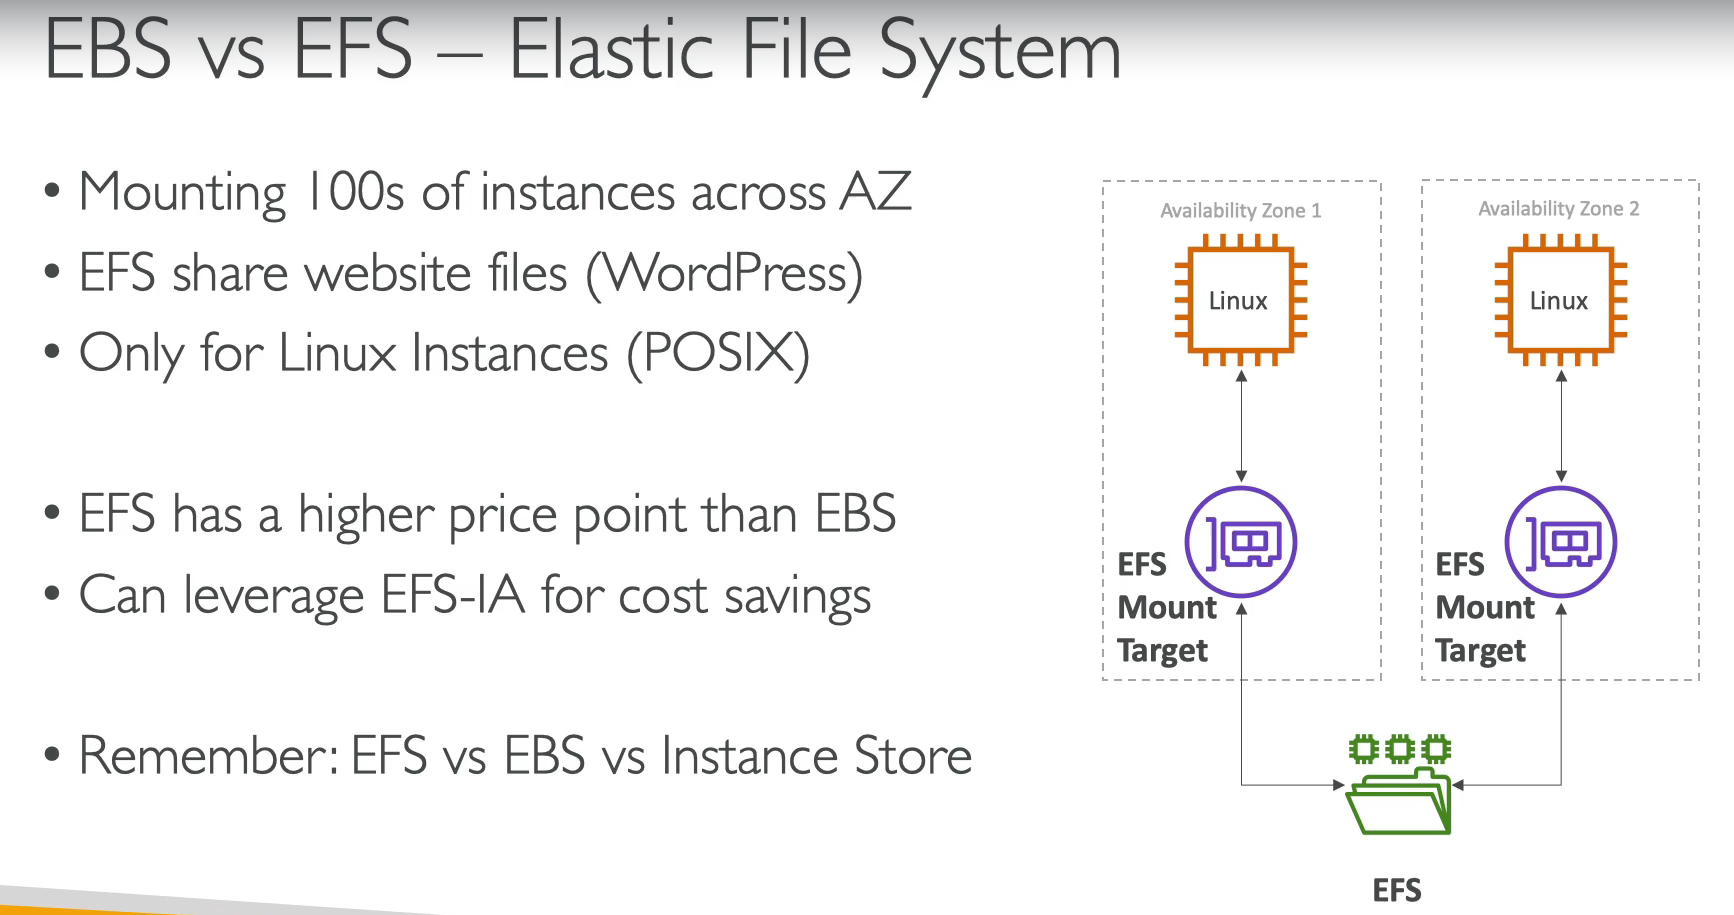 EBS vs EFS – Elastic File System
• Mounting 100s of instances across AZ
• EFS share website files (WordPress)
• Only for Linux Instances (POSIX)
• EFS has a higher price point than EBS
• Can leverage EFS-IA for cost savings
• Remember: EFS vs EBS vs Instance Store
Availability Zone 1
Linux
EFS
Mount
Target
Availability Zone 2
Linux
EFS
Mount
Target
EFS